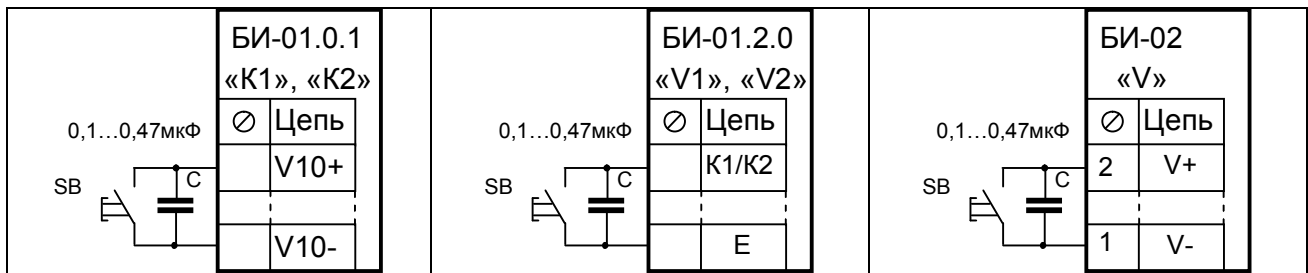 БИ-01.0.1
«К1», «К2»
0,1...0,47мкФ
⊘ Цепь
V10+
SB
C
V10-
БИ-01.2.0
«V1», «V2»
0,1...0,47мкФ
⊘ Цепь
К1/К2
SB
C
E
БИ-02
«V»
0,1...0,47мкФ
⊘ Цепь
2 V+
SB
C
1 V-